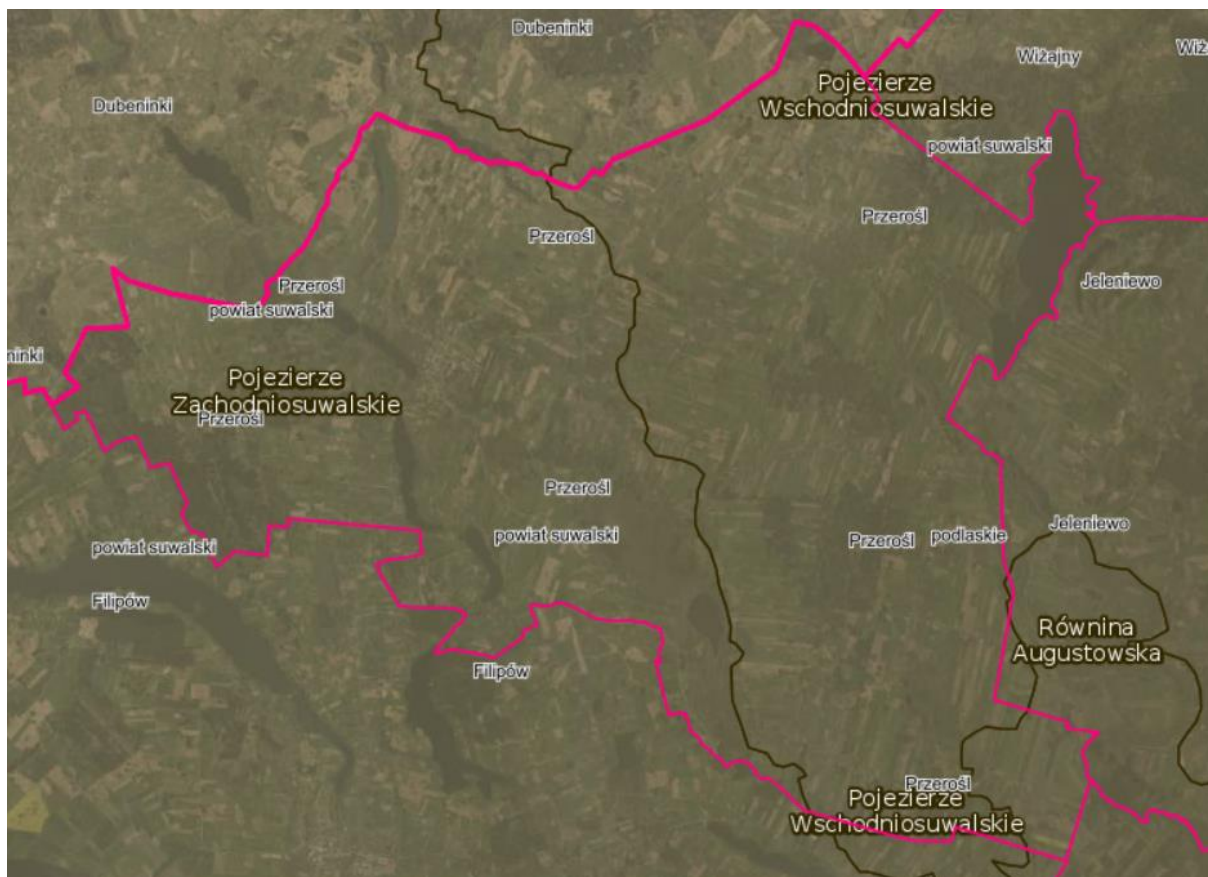 Dubeninki
Wiżajny
Wiż
Dubeninki
Pojezierze
Wschodniosuwalskie
powiat suwalski
Przerośl
Przerośl
Przerośl
powiat suwalski
Jeleniewo
ninki
Pojezierze
Zachodniosuwalskie
Przerośl
Przerośl
powiat suwalski
powiat suwalski
Przerośl
podlaskie
Jeleniewo
Filipów
Równina
Augustowska
Filipów
Przerośl
Pojezierze
Wschodniosuwalskie